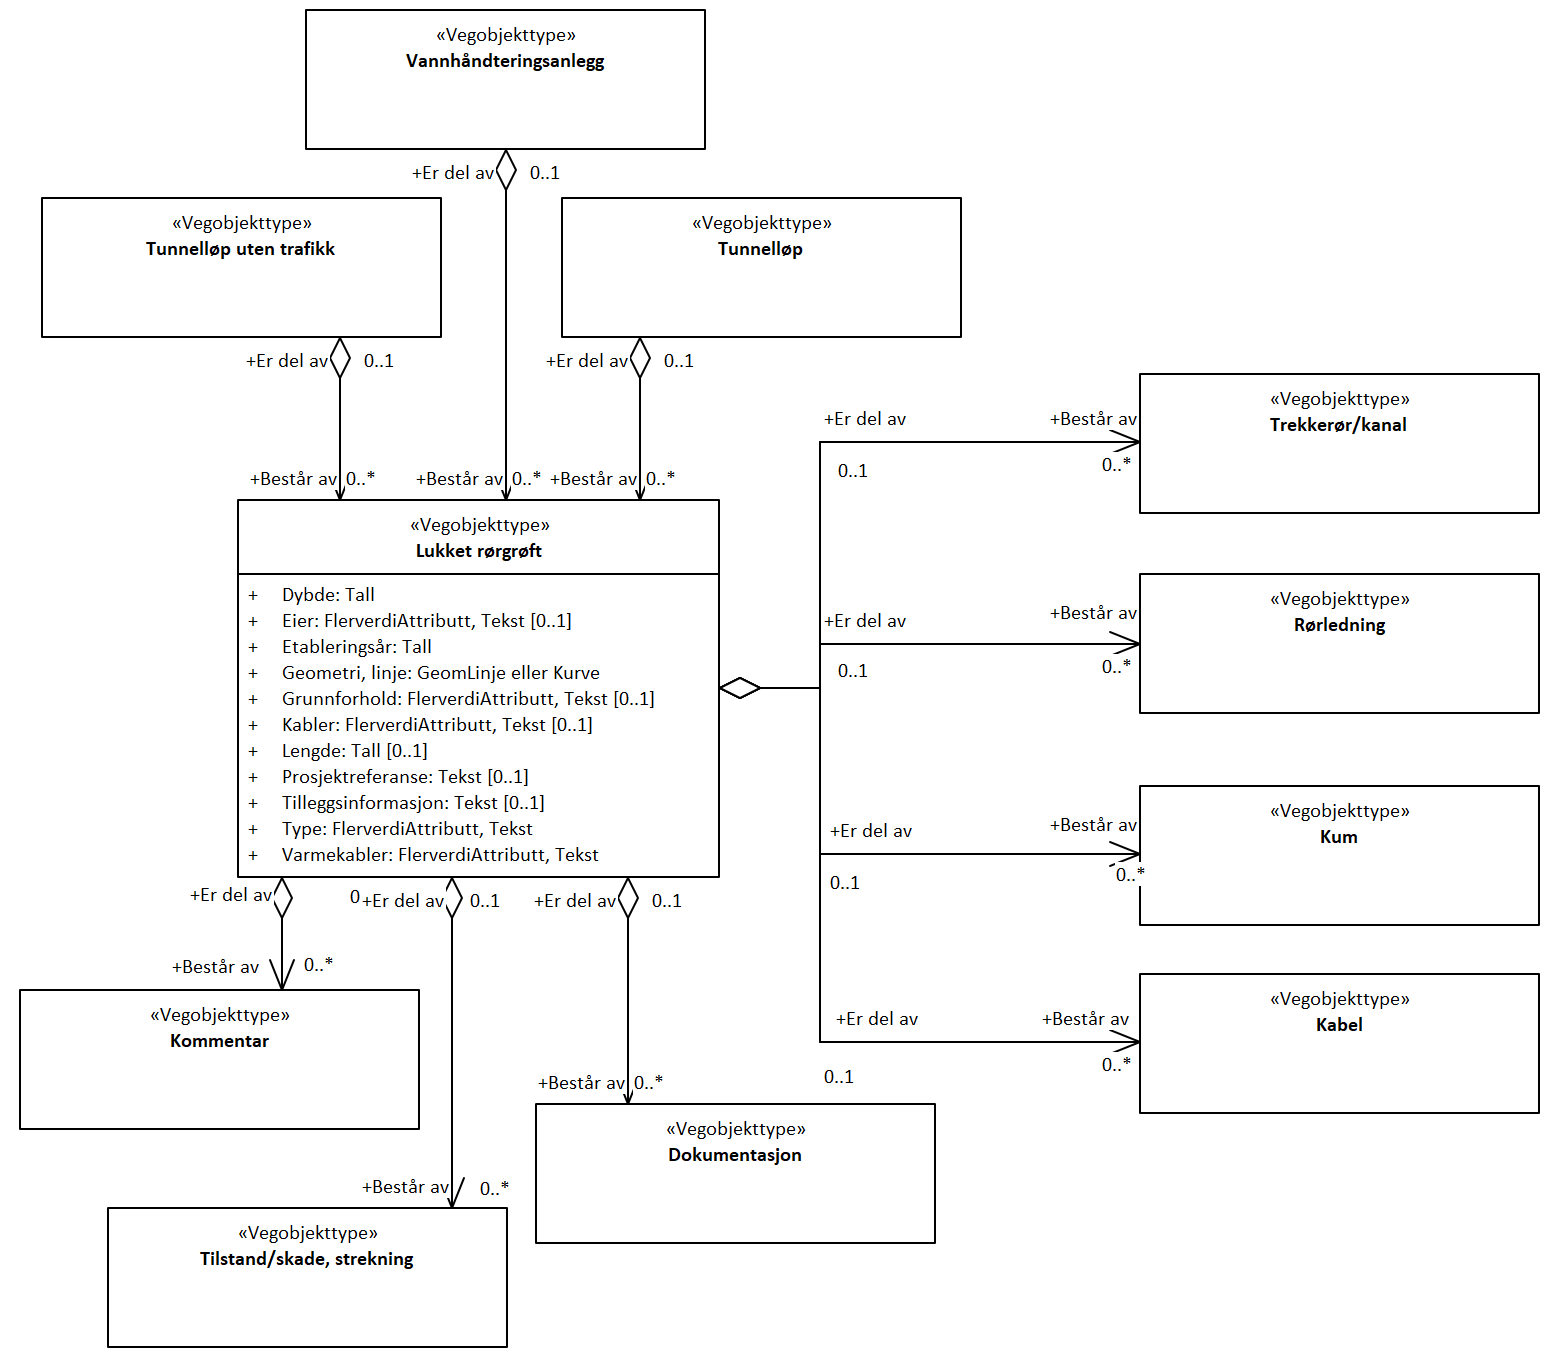 «Vegobjekttype»
Vannhåndteringsanlegg
+Er del av 0..1
«Vegobjekttype»
Tunnelløp uten trafikk
«Vegobjekttype»
Tunnelløp
+Er del av 0..1
+Er del av 0..1
+Består av 0..*
+Består av 0..*
+Består av 0..*
«Vegobjekttype»
Lukket rørgrøft
+ Dybde: Tall
+ Eier: FlerverdiAttributt, Tekst [0..1]
+ Etableringsår: Tall
+ Geometri, linje: GeomLinje eller Kurve
+ Grunnforhold: FlerverdiAttributt, Tekst [0..1]
+ Kabler: FlerverdiAttributt, Tekst [0..1]
+ Lengde: Tall [0..1]
+ Prosjektreferanse: Tekst [0..1]
+ Tilleggsinformasjon: Tekst [0..1]
+ Type: FlerverdiAttributt, Tekst
+ Varmekabler: FlerverdiAttributt, Tekst
+Er del av +Består av
0..1 0..*
«Vegobjekttype»
Trekkerør/kanal
+Er del av +Består av
0..1 0..*
«Vegobjekttype»
Rørledning
+Er del av +Består av
0..1 0..*
«Vegobjekttype»
Kum
+Er del av +Består av
0..1 0..*
«Vegobjekttype»
Kabel
+Er del av 0
+Består av 0..*
«Vegobjekttype»
Kommentar
+Er del av 0..1
+Består av 0..*
«Vegobjekttype»
Tilstand/skade, strekning
+Er del av 0..1
+Består av 0..*
«Vegobjekttype»
Dokumentasjon